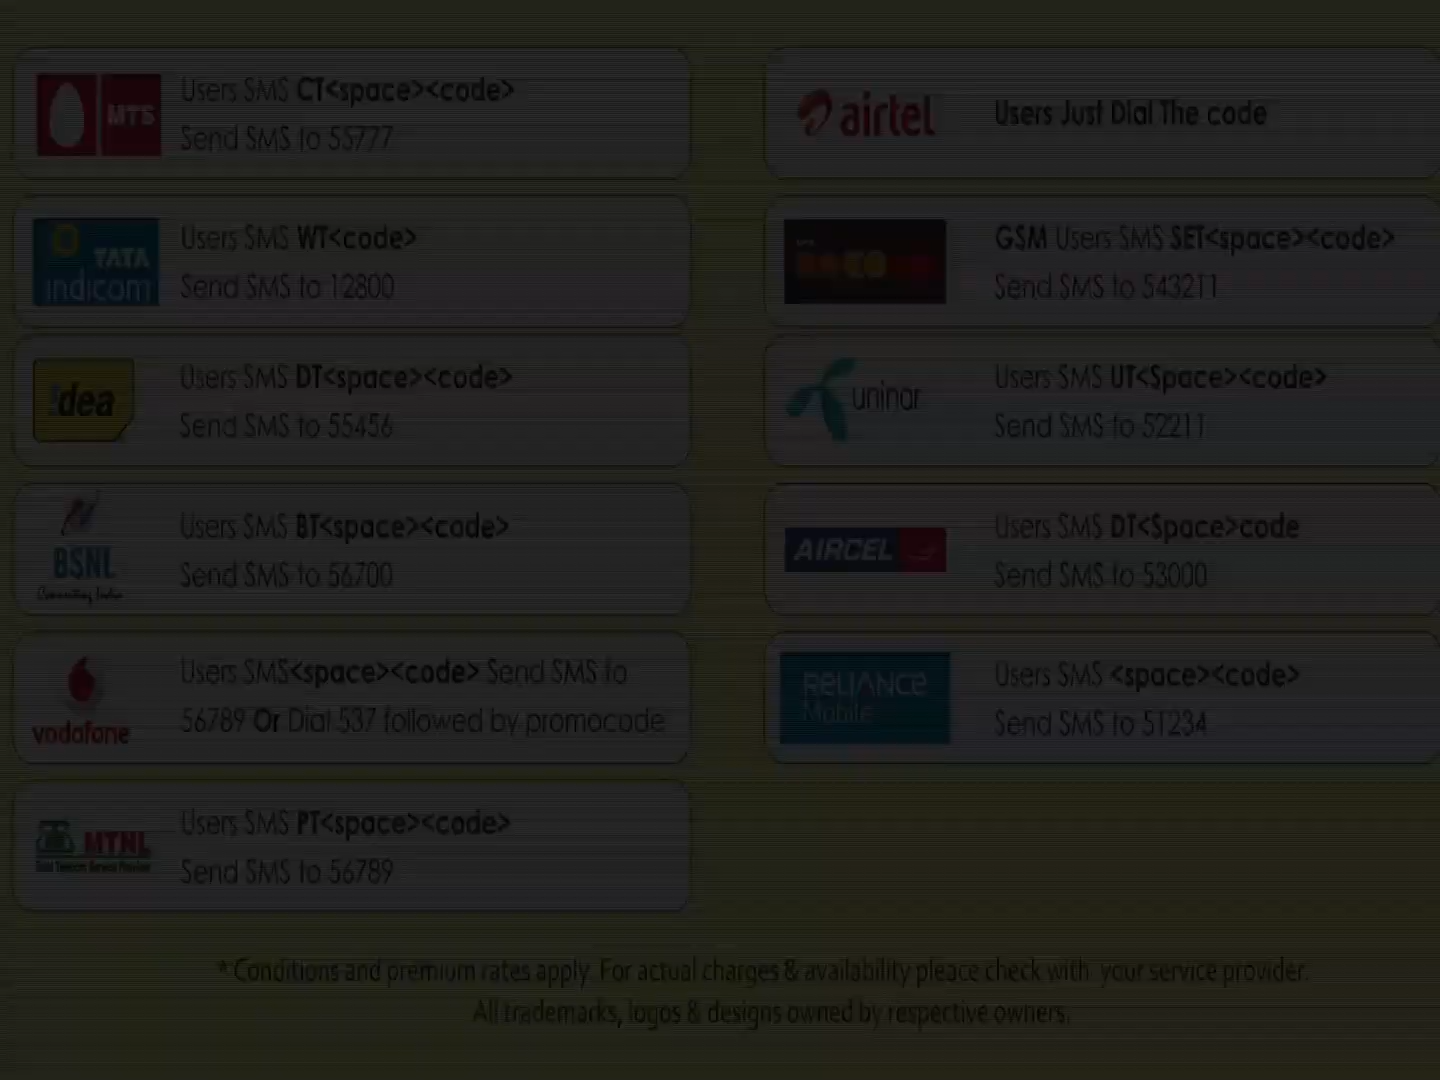 MTS
Users SMS CT<space><code>
Send SMS to 55777
airtel
Users Just Dial The code
TATA
indicom
Users SMS WT<code>
Send SMS to 12800
GSM Users SMS SET<space><code>
Send SMS to 543211
!dea
Users SMS DT<space><code>
Send SMS to 55456
uninor
Users SMS UT<Space><code>
Send SMS to 52211
BSNL
Connecting India
Users SMS BT<space><code>
Send SMS to 56700
AIRCEL
Users SMS DT<Space>code
Send SMS to 53000
vodafone
Users SMS<space><code> Send SMS to
56789 Or Dial 537 followed by promocode
RELIANCe
Mobile
Users SMS <space><code>
Send SMS to 51234
MTNL
Users SMS PT<space><code>
Send SMS to 56789
* Conditions and premium rates apply. For actual charges & availability pleace check with your service provider.
All trademarks, logos & designs owned by respective owners.